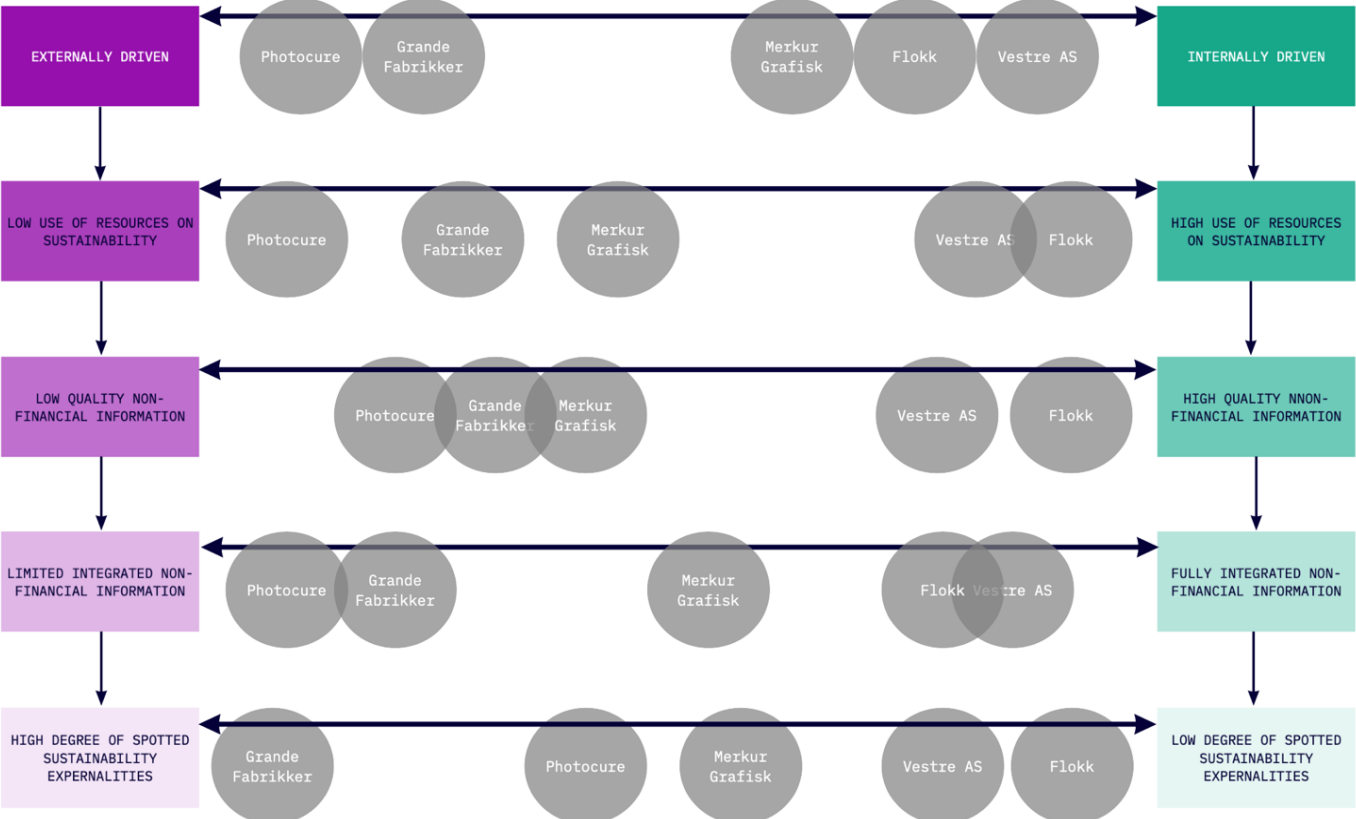 EXTERNALLY DRIVEN
Photocure
Grande
Fabrikker
Merkur
Grafisk
Flokk
Vestre AS
INTERNALLY DRIVEN
LOW USE OF RESOURCES ON
SUSTAINABILITY
Photocure
Grande
Fabrikker
Merkur
Grafisk
Vestre AS
Flokk
HIGH USE OF RESOURCES
ON SUSTAINABILITY
LOW QUALITY NON-
FINANCIAL INFORMATION
Photocure
Grande
Fabrikker
Merkur
Grafisk
Vestre AS
Flokk
HIGH QUALITY NNON-
FINANCIAL INFORMATION
LIMITED INTEGRATED NON-
FINANCIAL INFORMATION
Photocure
Grande
Fabrikker
Merkur
Grafisk
Flokk
Vestre AS
FULLY INTEGRATED NON-
FINANCIAL INFORMATION
HIGH DEGREE OF SPOTTED
SUSTAINABILITY
EXPERNALITIES
Grande
Fabrikker
Photocure
Merkur
Grafisk
Vestre AS
Flokk
LOW DEGREE OF SPOTTED
SUSTAINABILITY
EXPERNALITIES